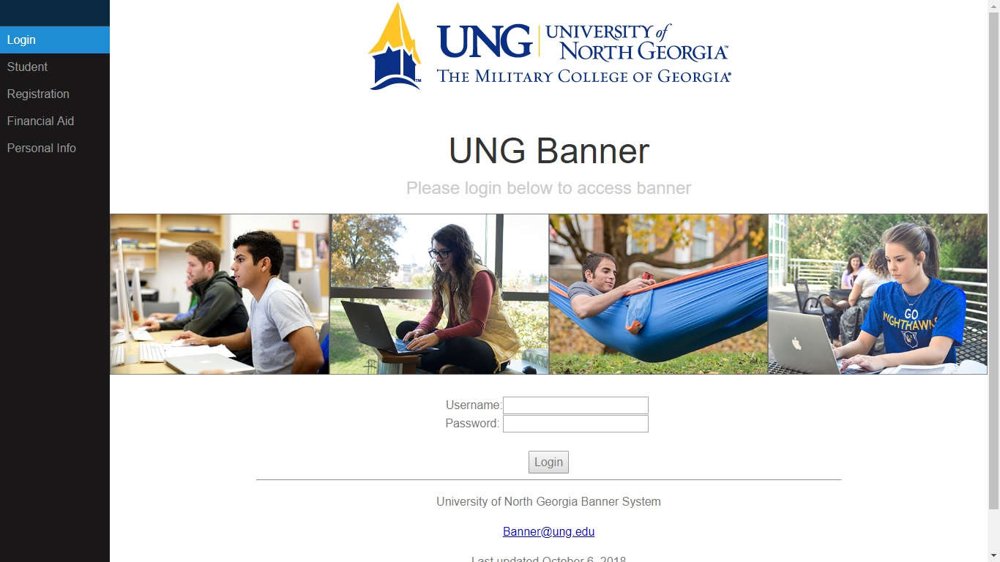 Login
Student
Registration
Financial Aid
Personal Info
UNG | UNIVERSITY of
NORTH GEORGIA™
THE MILITARY COLLEGE OF GEORGIA®
™
UNG Banner
Please login below to access banner
GO
NIGHTHAWKS
Username:
Password:
Login
University of North Georgia Banner System
Banner@ung.edu
Last updated October 6, 2018